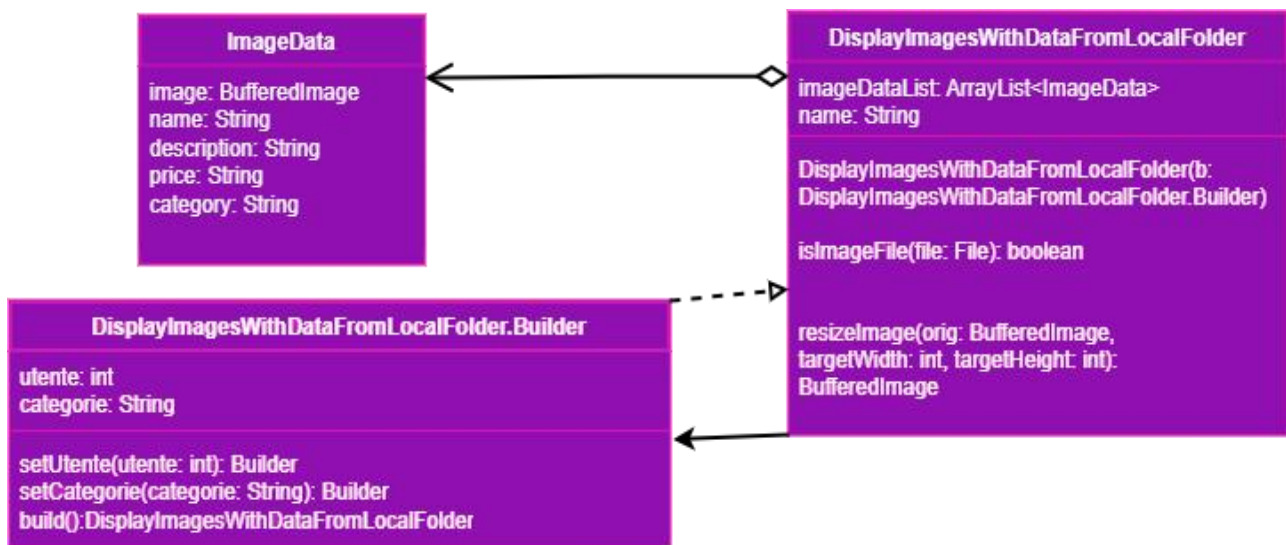 ImageData
image: BufferedImage
name: String
description: String
price: String
category: String
DisplayImagesWithDataFromLocalFolder
imageDataList: ArrayList<ImageData>
name: String
DisplayImagesWithDataFromLocalFolder(b:
DisplayImagesWithDataFromLocalFolder.Builder)
isImageFile(file: File): boolean
resizeImage(orig: BufferedImage,
targetWidth: int, targetHeight: int):
BufferedImage
DisplayImagesWithDataFromLocalFolder.Builder
utente: int
categorie: String
setUtente(utente: int): Builder
setCategorie(categorie: String): Builder
build():DisplayImagesWithDataFromLocalFolder